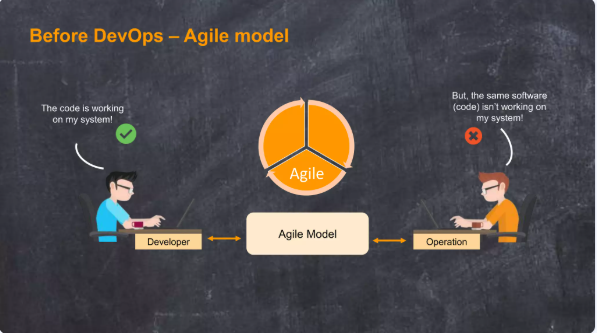 Before DevOps – Agile model
The code is working
on my system!
But, the same software
(code) isn't working on
my system!
Agile
Developer
Agile Model
Operation